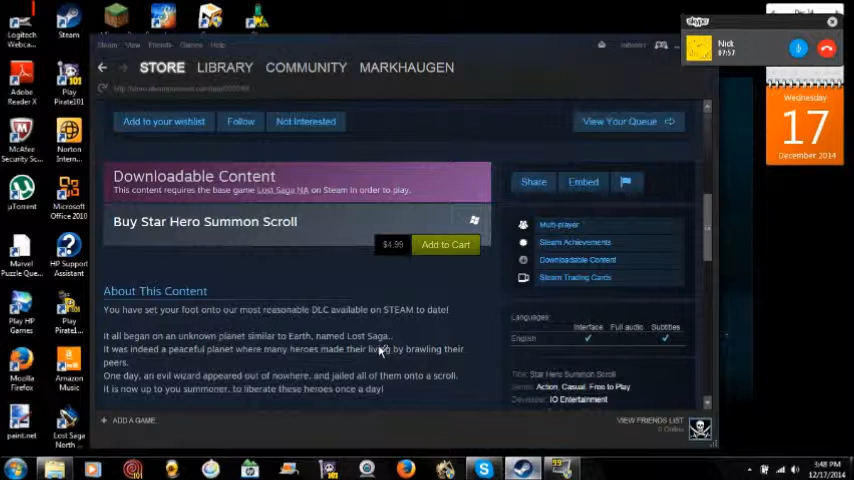 Logitech
Webca...
Steam
Adobe
Reader X
Play
Pirate101
McAfee
Security Sc...
Norton
Intern...
µTorrent
Microsoft
Office 2010
Marvel
Puzzle Que...
HP Support
Assistant
Play HP
Games
Play
Pirate1...
Mozilla
Firefox
Amazon
Music
paint.net
Lost Saga
North ...
Steam View Friends Games Help
STORE LIBRARY COMMUNITY MARKHAUGEN
Add to your wishlist Follow Not Interested View Your Queue
Downloadable Content
This content requires the base game Lost Saga NA on Steam in order to play.
Buy Star Hero Summon Scroll
$4.99 Add to Cart
About This Content
You have set your foot onto our most reasonable DLC available on STEAM to date!
It all began on an unknown planet similar to Earth, named Lost Saga..
It was indeed a peaceful planet where many heroes made their living by brawling their
peers.
One day, an evil wizard appeared out of nowhere, and jailed all of them onto a scroll.
It is now up to you summoner, to liberate these heroes once a day!
Share Embed
Multi-player
Steam Achievements
Downloadable Content
Steam Trading Cards
Languages:
Interface Full audio Subtitles
English
Title: Star Hero Summon Scroll
Genre: Action, Casual, Free to Play
Developer: IO Entertainment
+ ADD A GAME...
VIEW FRIENDS LIST
0 Online
skype
Nick
07:57
Wednesday
17
December 2014
3:48 PM
12/17/2014